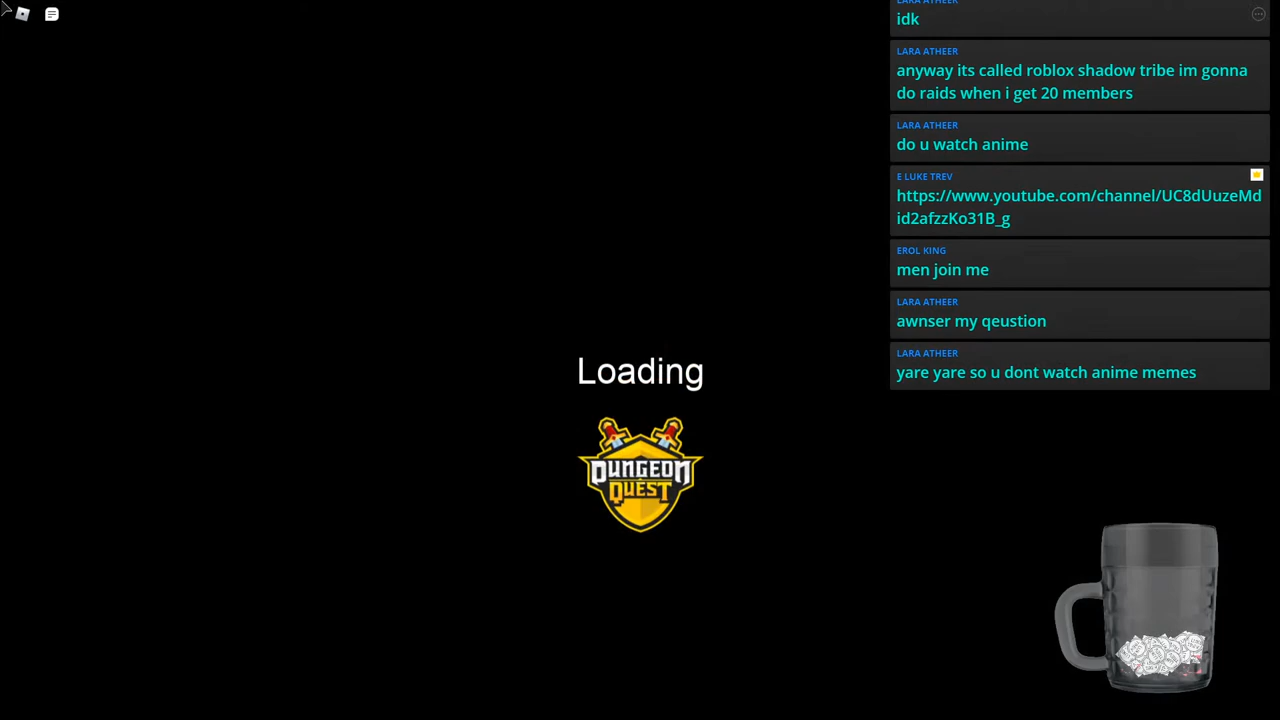 LARA ATHEER
idk
LARA ATHEER
anyway its called roblox shadow tribe im gonna
do raids when i get 20 members
LARA ATHEER
do u watch anime
E LUKE TREV
https://www.youtube.com/channel/UC8dUuzeMd
id2afzzKo31B_g
EROL KING
men join me
LARA ATHEER
awnser my qeustion
LARA ATHEER
yare yare so u dont watch anime memes
Loading
DUNGEON
QUEST